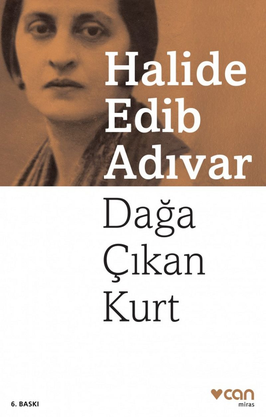 Halide
Edib
Adıvar
Dağa
Çıkan
Kurt
6. BASKI
can
miras